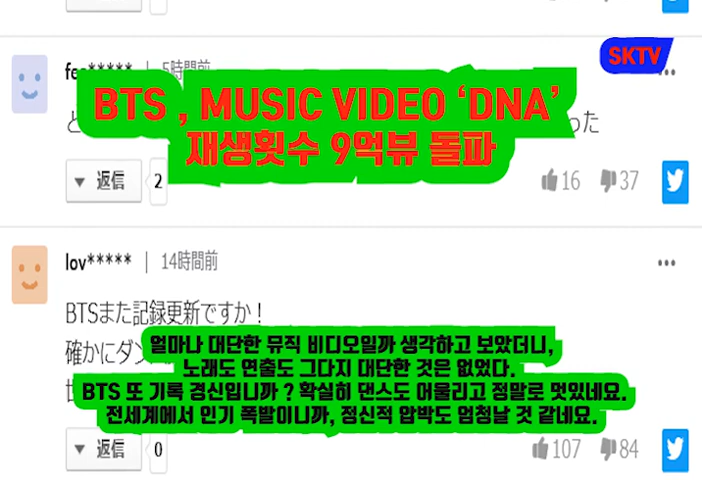 SKTV
fee***** | 5時間前
BTS , MUSIC VIDEO ‘DNA’
재생횟수 9억뷰 돌파
った
返信 2 16 37
lov***** | 14時間前
BTSまた記録更新ですか！
確かにダン
얼마나 대단한 뮤직 비디오일까 생각하고 보았더니,
노래도 연출도 그다지 대단한 것은 없었다.
BTS 또 기록 경신입니까 ? 확실히 댄스도 어울리고 정말로 멋있네요.
전세계에서 인기 폭발이니까, 정신적 압박도 엄청날 것 같네요.
返信 0 107 84